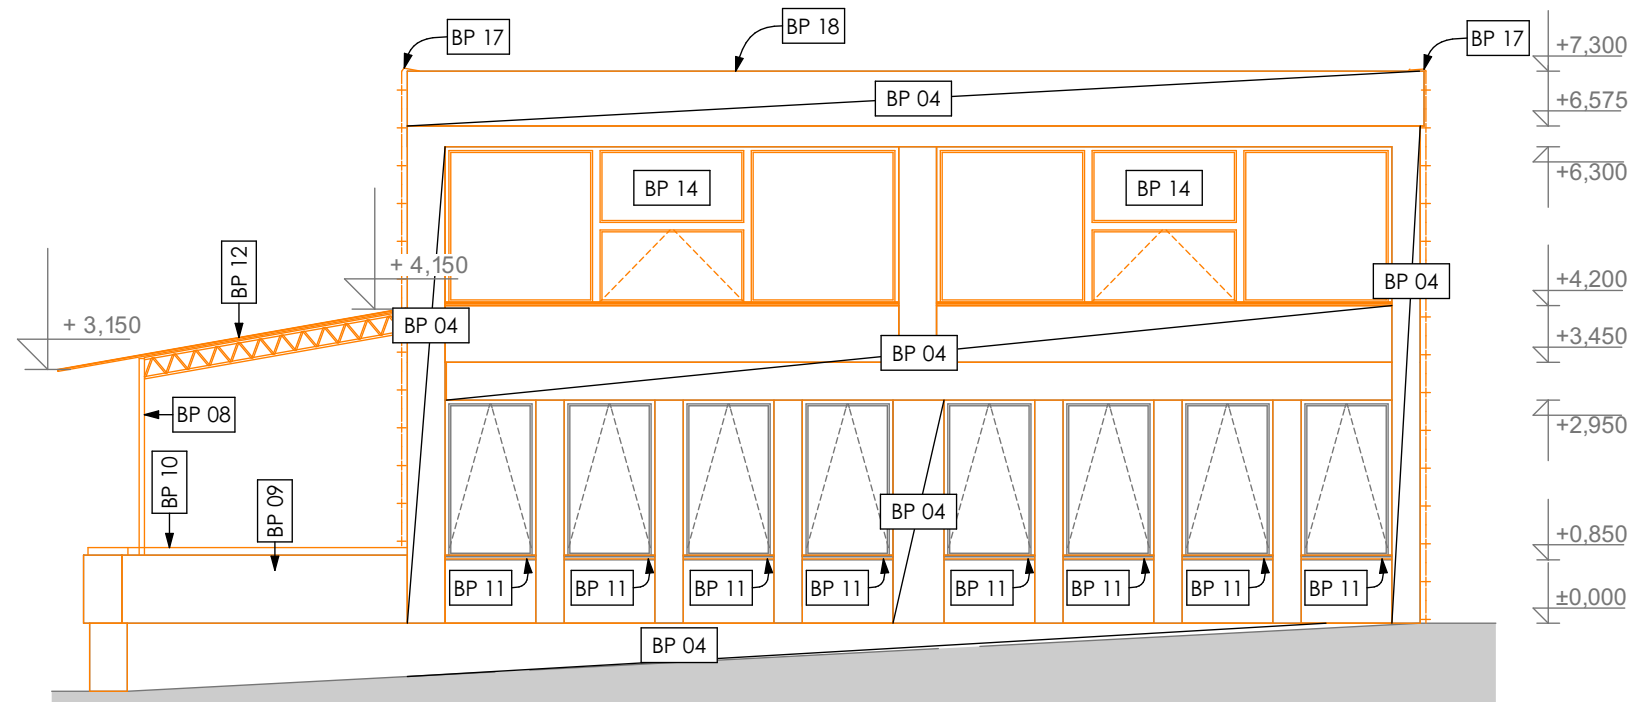 BP 17
BP 18
BP 17
+7,300
BP 04
+6,575
BP 14
BP 14
+6,300
BP 12
+ 4,150
BP 04
+4,200
+ 3,150
BP 04
BP 04
+3,450
BP 08
+2,950
BP 10
BP 09
BP 04
+0,850
BP 11
BP 11
BP 11
BP 11
BP 11
BP 11
BP 11
BP 11
±0,000
BP 04